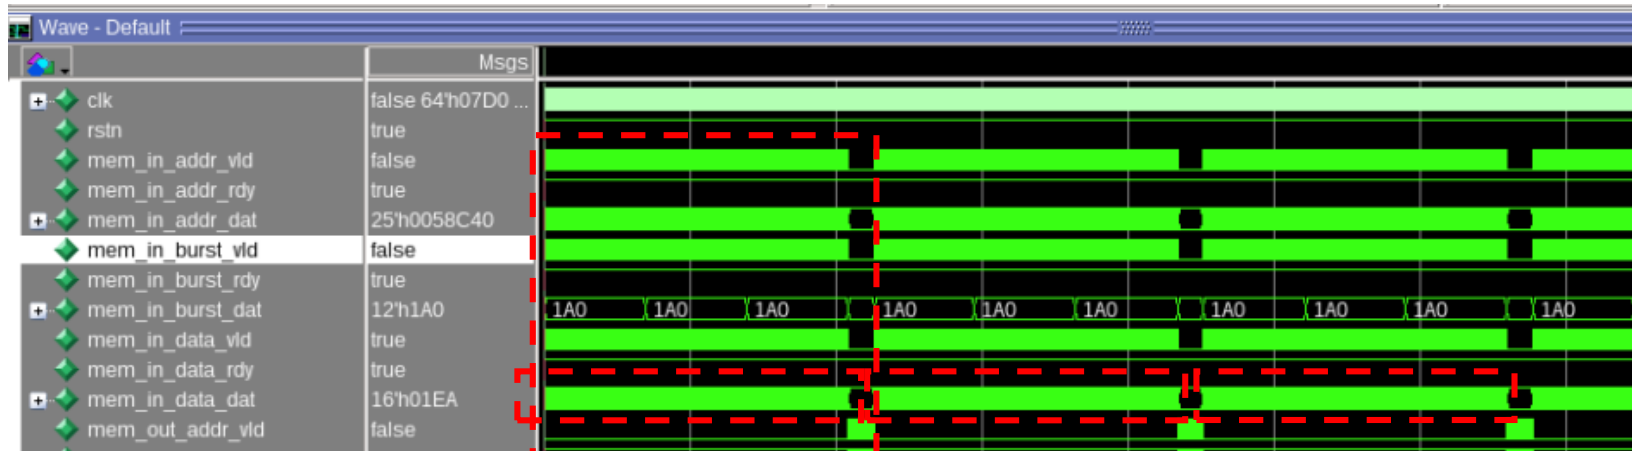 Wave - Default
Msgs
clk false 64'h07D0 ...
rstn true
mem_in_addr_vld false
mem_in_addr_rdy true
mem_in_addr_dat 25'h0058C40
mem_in_burst_vld false
mem_in_burst_rdy true
mem_in_burst_dat 12'h1A0 1A0 1A0 1A0 1A0 1A0 1A0 1A0 1A0 1A0 1A0
mem_in_data_vld true
mem_in_data_rdy true
mem_in_data_dat 16'h01EA
mem_out_addr_vld false